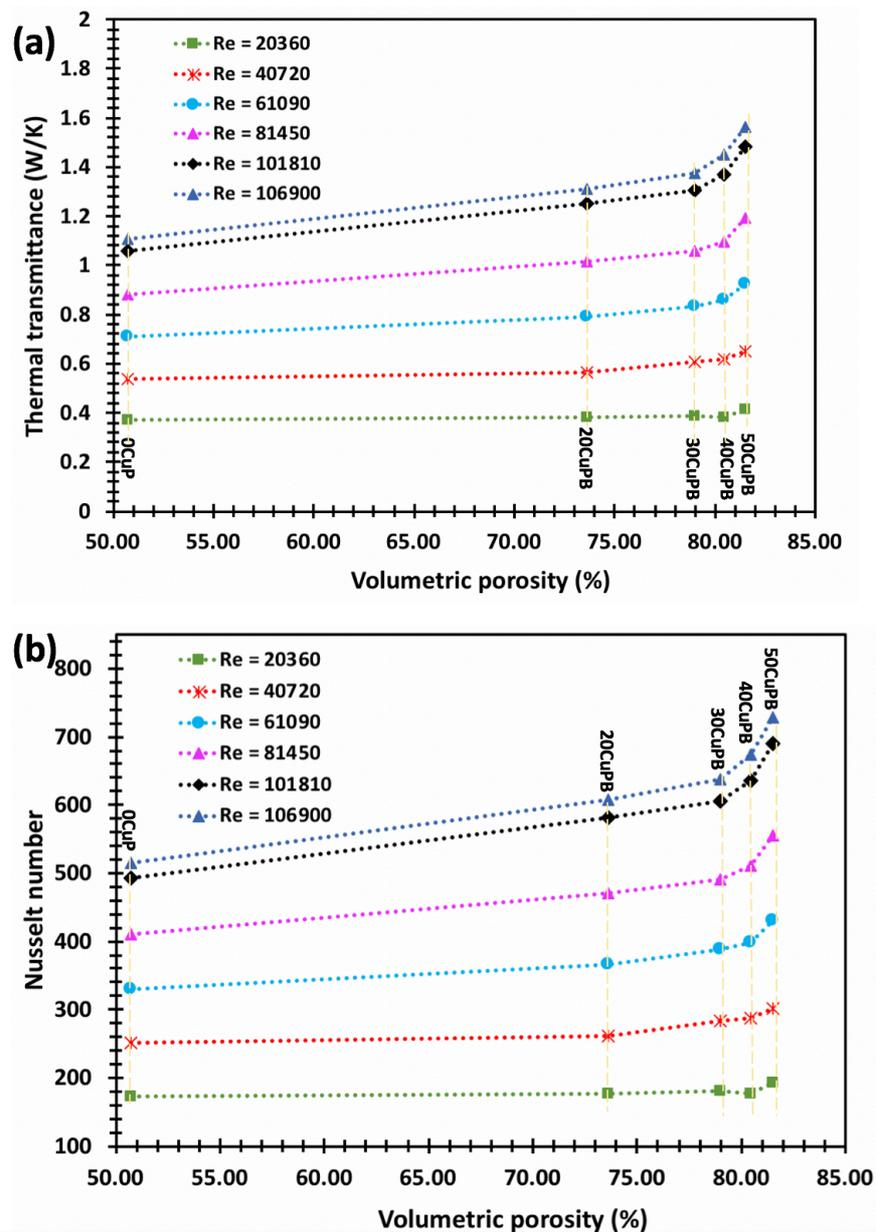 (a)
2
1.8
1.6
1.4
1.2
1
0.8
0.6
0.4
0.2
0
Thermal transmittance (W/K)
Re = 20360
Re = 40720
Re = 61090
Re = 81450
Re = 101810
Re = 106900
0CuP
20CuPB
30CuPB
40CuPB
50CuPB
50.00 55.00 60.00 65.00 70.00 75.00 80.00 85.00
Volumetric porosity (%)
(b)
800
700
600
500
400
300
200
100
Nusselt number
Re = 20360
Re = 40720
Re = 61090
Re = 81450
Re = 101810
Re = 106900
0CuP
20CuPB
30CuPB
40CuPB
50CuPB
50.00 55.00 60.00 65.00 70.00 75.00 80.00 85.00
Volumetric porosity (%)